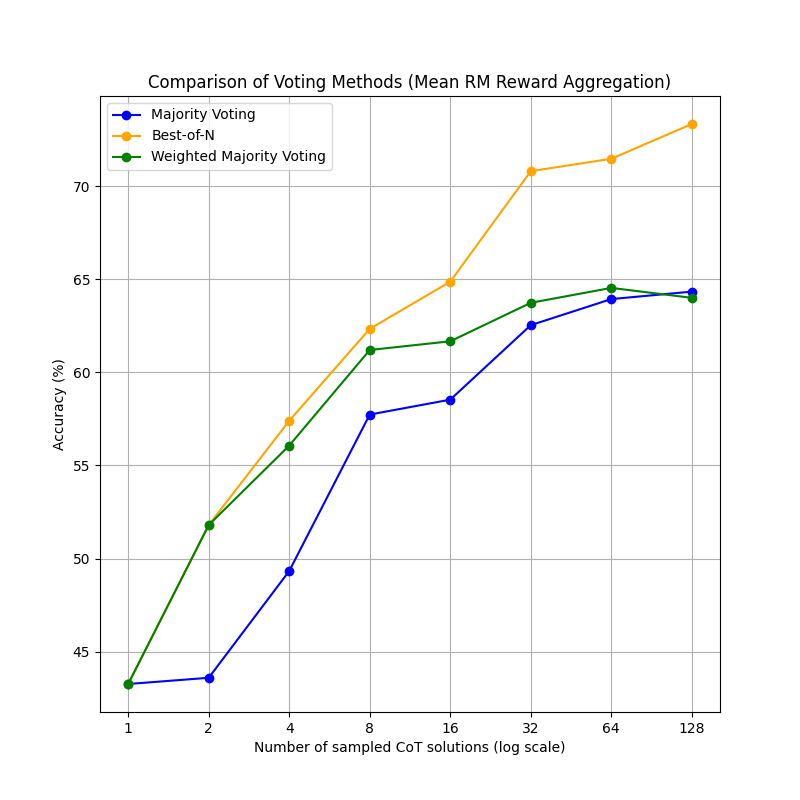 Comparison of Voting Methods (Mean RM Reward Aggregation)
Majority Voting
Best-of-N
Weighted Majority Voting
Accuracy (%)
70
65
60
55
50
45
1 2 4 8 16 32 64 128
Number of sampled CoT solutions (log scale)